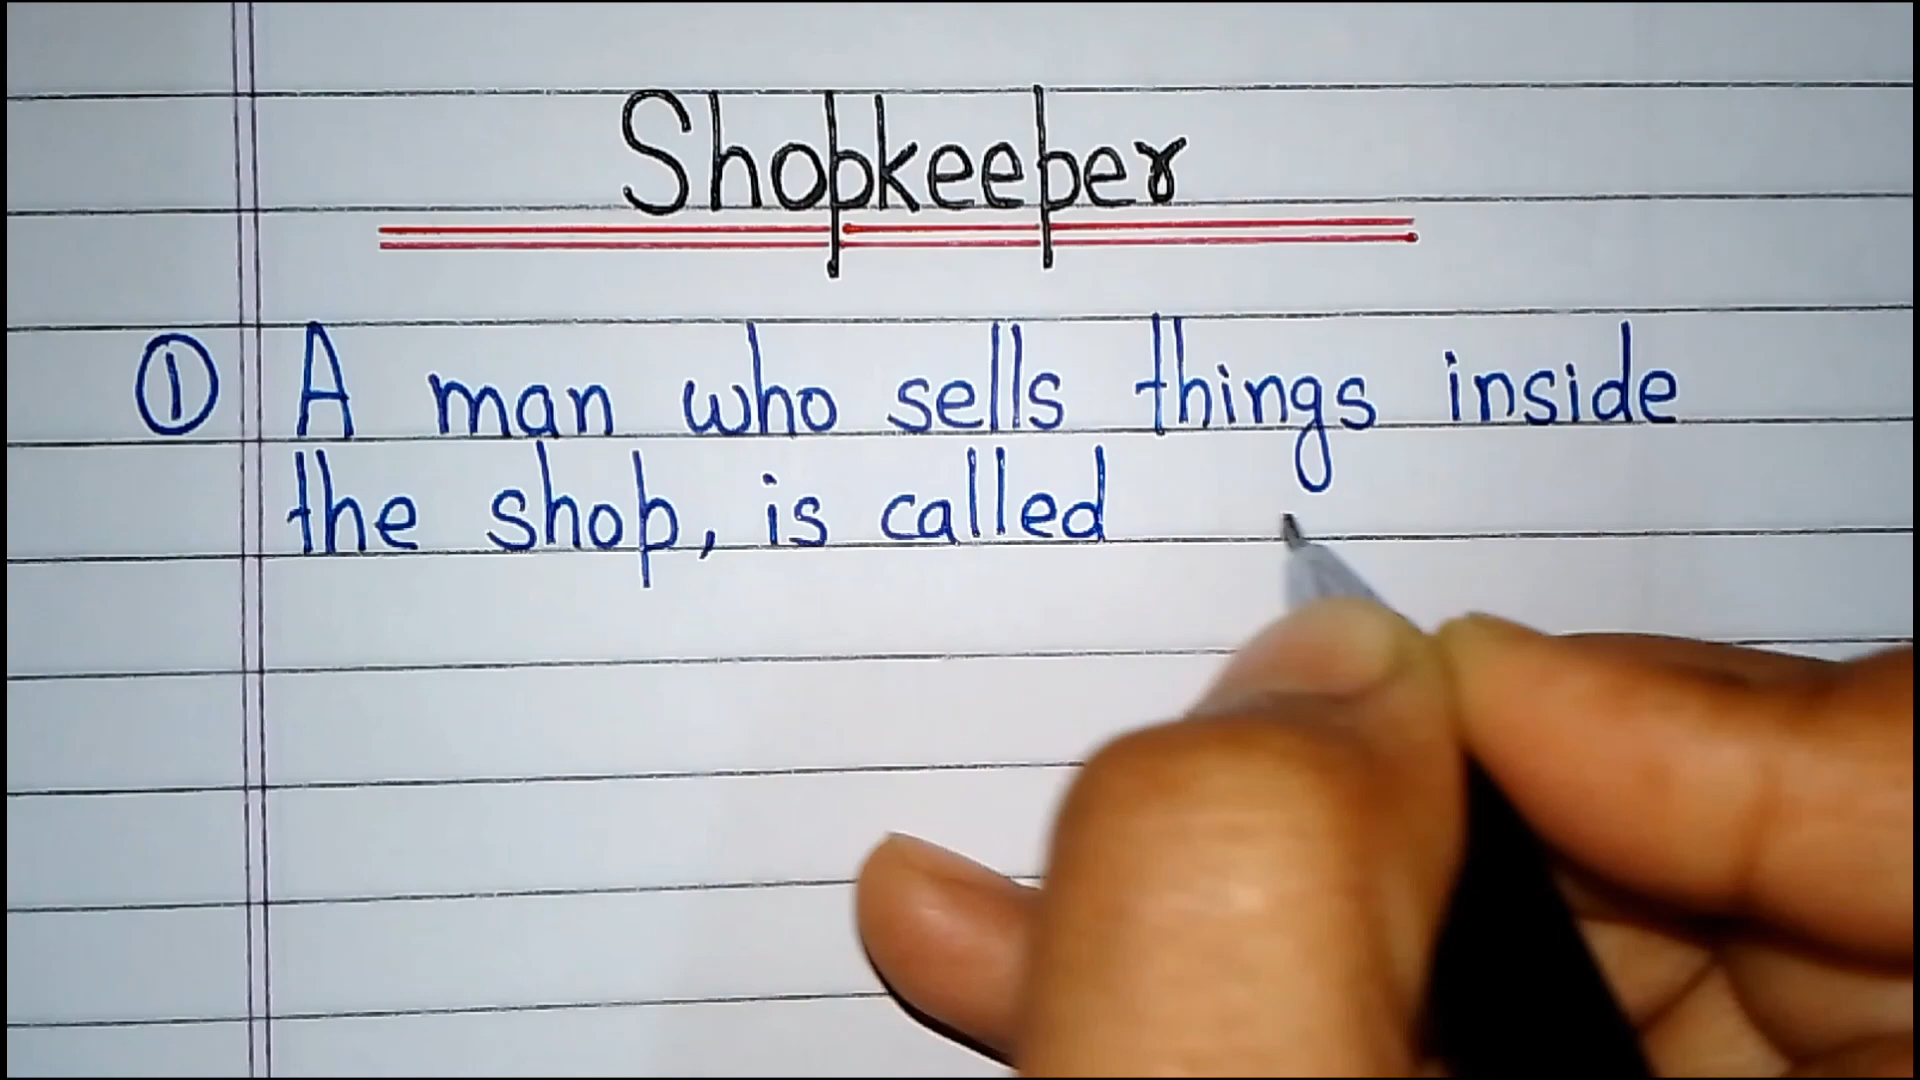 Shopkeeper
① A man who sells things inside
the shop, is called